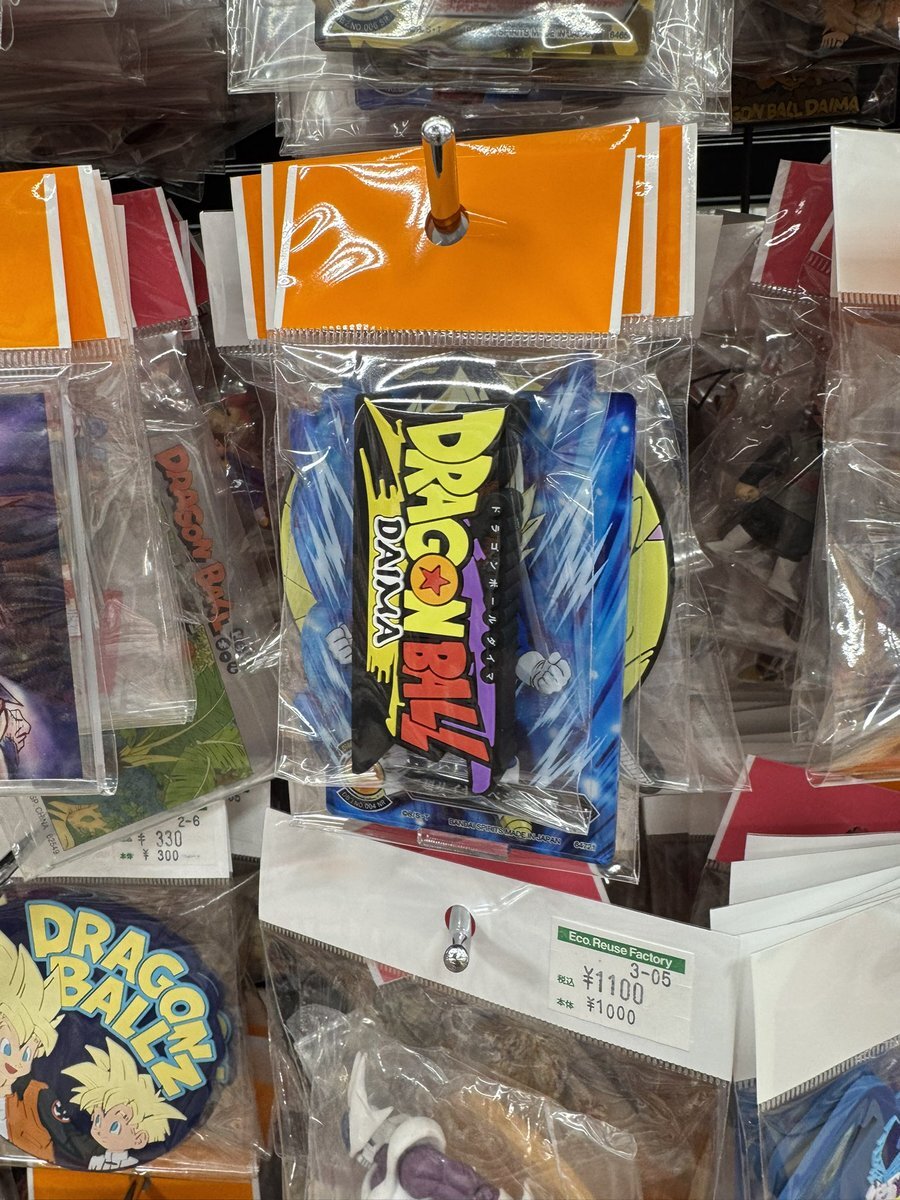 DRAGON BALL DAIMA
DRAGON BALL
DAIMA
ドラゴンボール ダイマ
BANDAI SPIRITS MADE IN JAPAN
DRAGON BALL
2-6
¥ 330
本体 ¥ 300
DRAGON
BALL Z
Eco. Reuse Factory
3-05
税込 ¥1100
本体 ¥1000